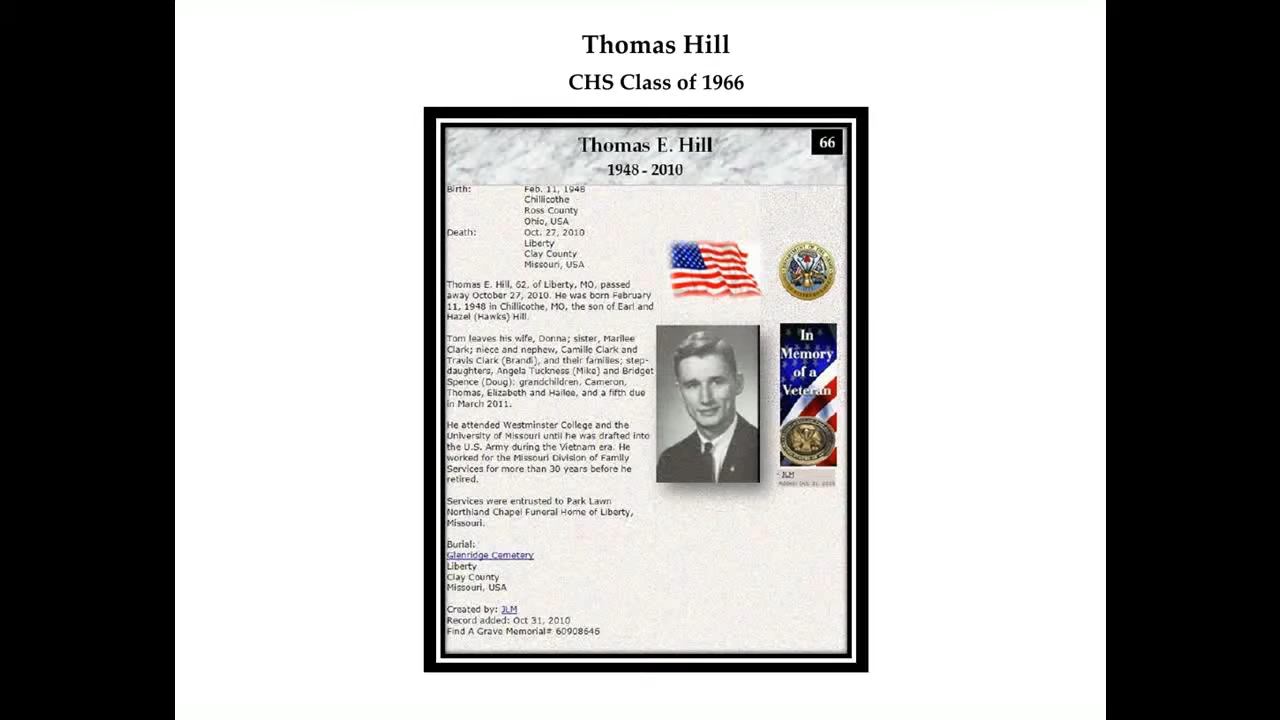 Thomas Hill
CHS Class of 1966
Thomas E. Hill
66
1948 - 2010
Birth: Feb. 11, 1948
Chillicothe
Ross County
Ohio, USA
Death: Oct. 27, 2010
Liberty
Clay County
Missouri, USA
Thomas E. Hill, 62, of Liberty, MO, passed
away October 27, 2010. He was born February
11, 1948 in Chillicothe, MO, the son of Earl and
Hazel (Hawks) Hill.
Tom leaves his wife, Donna; sister, Marilee
Clark; niece and nephew, Camille Clark and
Travis Clark (Brandi), and their families; step-
daughters, Angela Tuckness (Mike) and Bridget
Spence (Doug); grandchildren, Cameron,
Thomas, Elizabeth and Hailee, and a fifth due
in March 2011.
He attended Westminster College and the
University of Missouri until he was drafted into
the U.S. Army during the Vietnam era. He
worked for the Missouri Division of Family
Services for more than 30 years before he
retired.
Services were entrusted to Park Lawn
Northland Chapel Funeral Home of Liberty,
Missouri.
Burial:
Glenridge Cemetery
Liberty
Clay County
Missouri, USA
Created by: JLM
Record added: Oct 31, 2010
Find A Grave Memorial# 60908646
In
Memory
of a
Veteran
- JLM